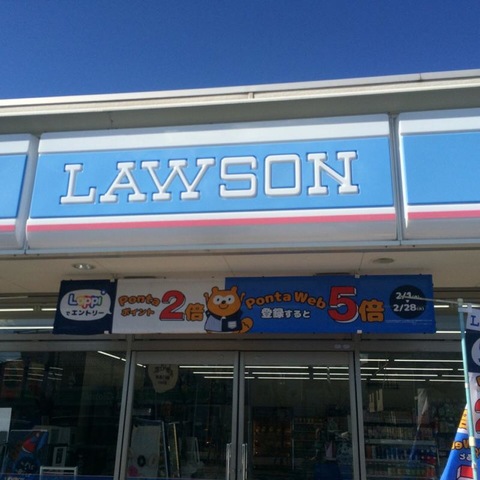 LAWSON
Loppi
でエントリー
Ponta
ポイント
2倍
Ponta Web
登録すると
5倍
2/1
2/28